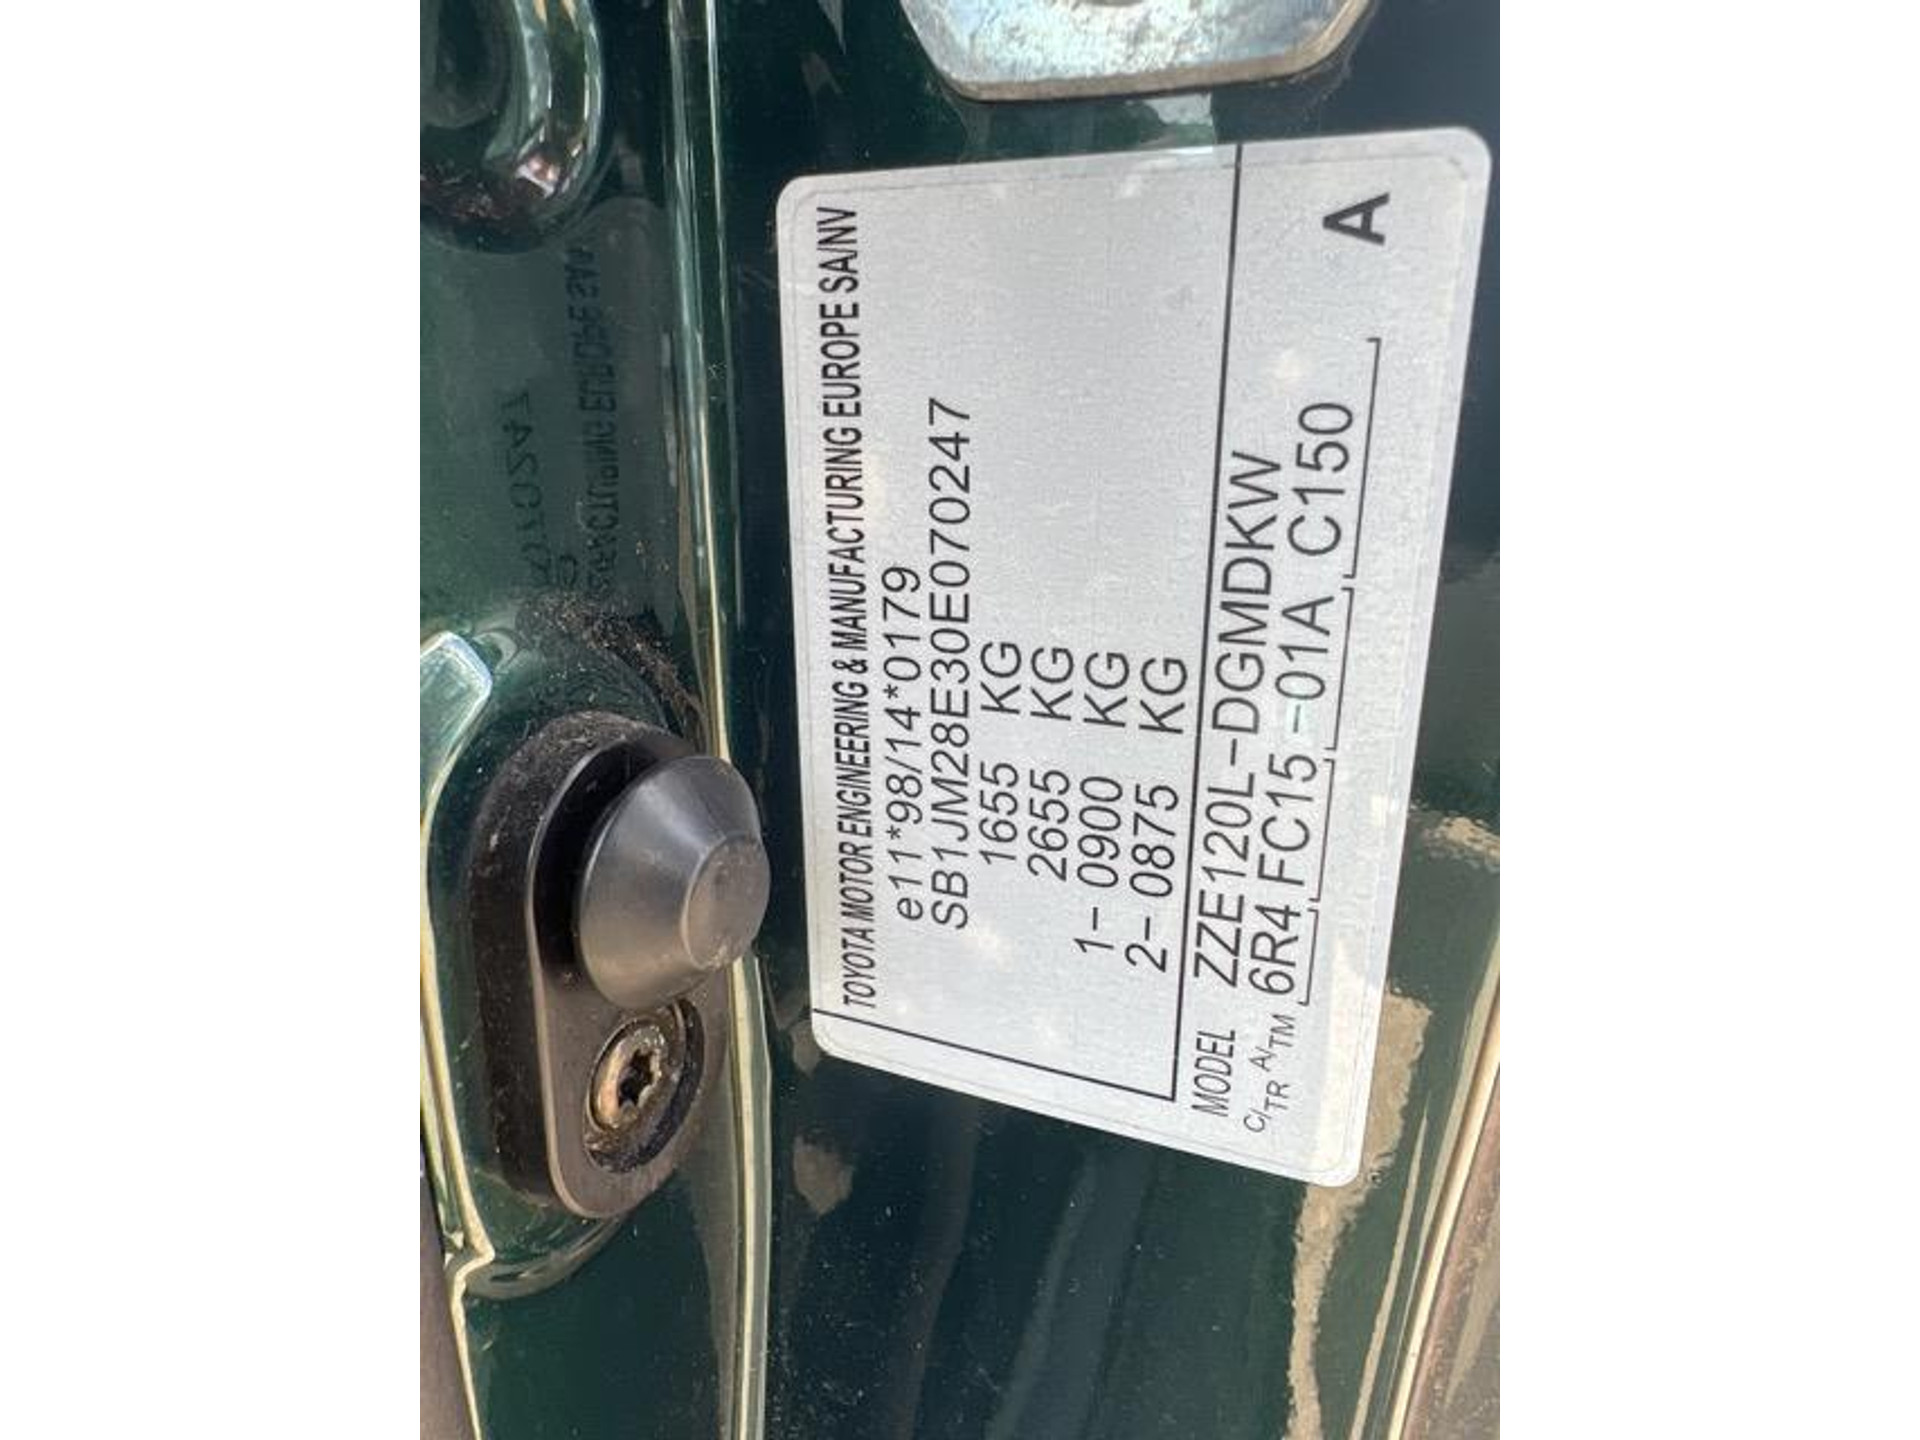 TOYOTA MOTOR ENGINEERING & MANUFACTURING EUROPE SA/NV
e11*98/14*0179
SB1JM28E30E070247
1655 KG
2655 KG
1- 0900 KG
2- 0875 KG
MODEL ZZE120L-DGMDKW
C/TR A/TM 6R4 FC15 -01A C150
A